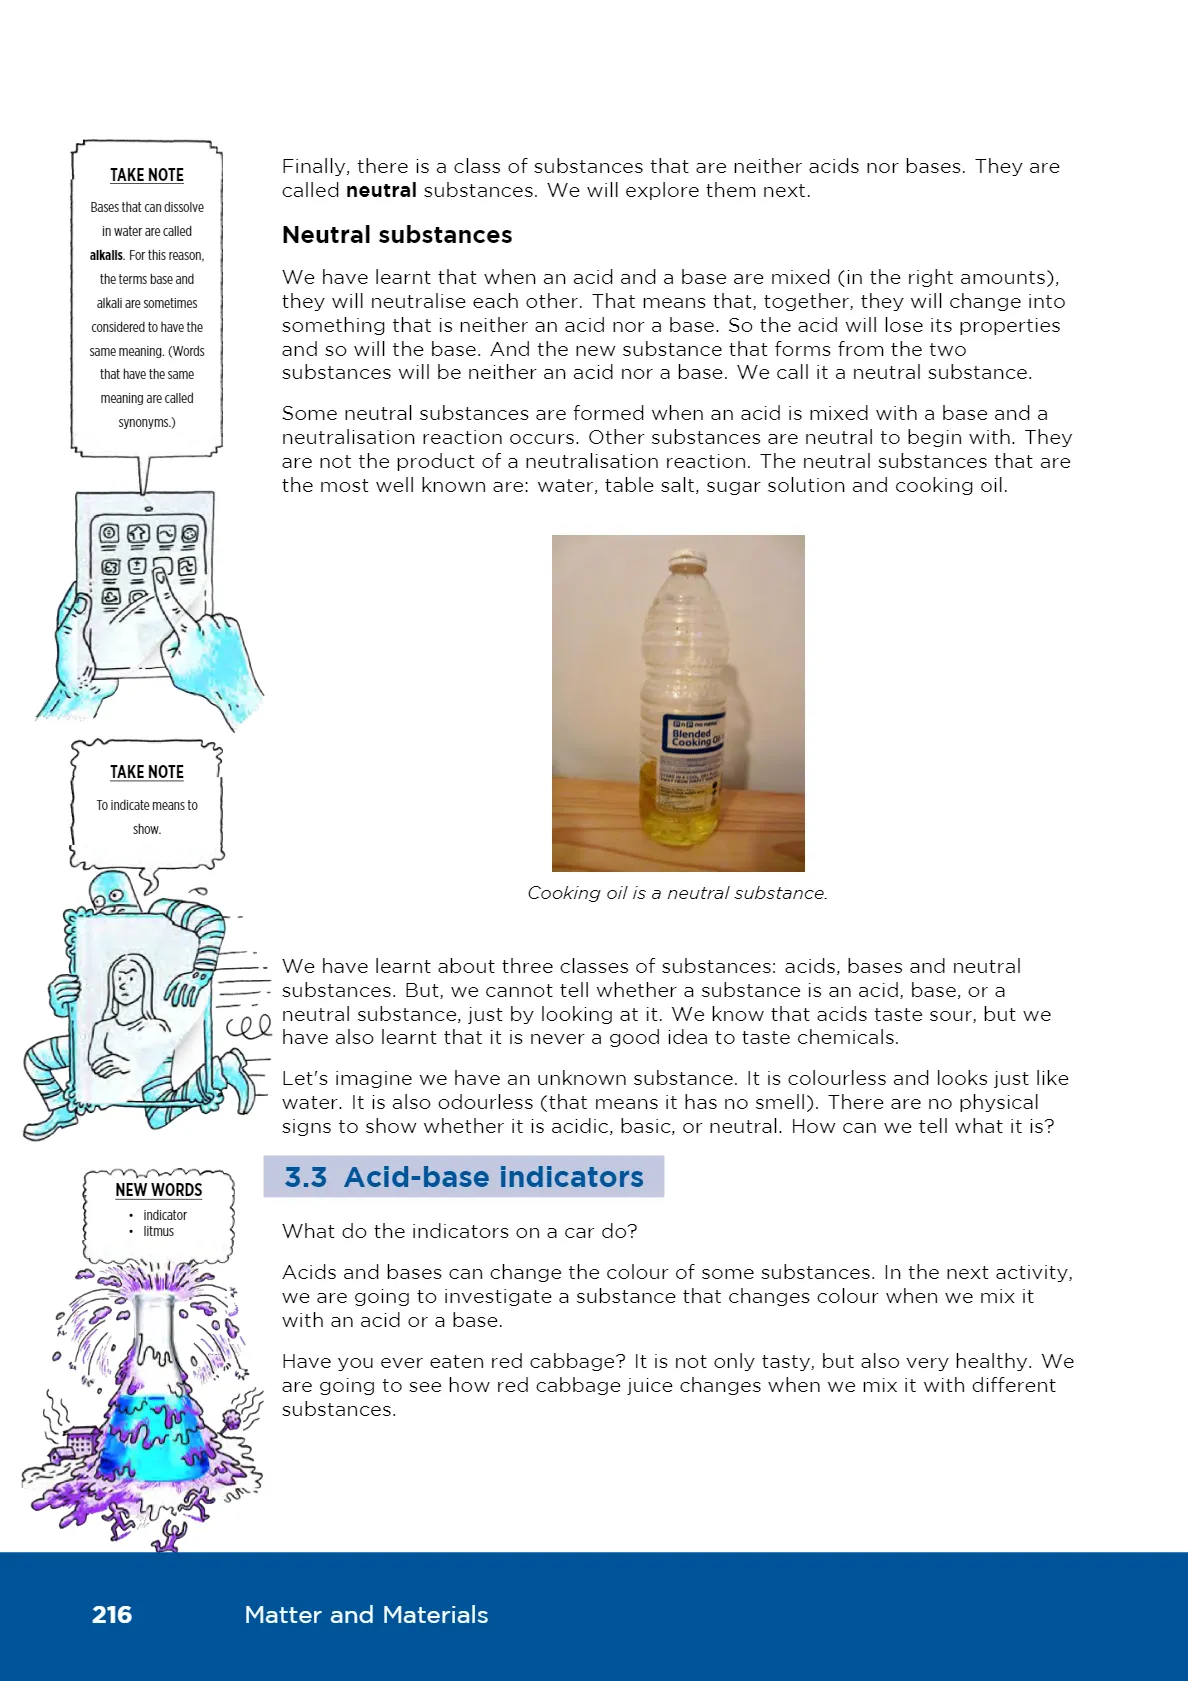 TAKE NOTE
Bases that can dissolve
in water are called
alkalis. For this reason,
the terms base and
alkali are sometimes
considered to have the
same meaning. (Words
that have the same
meaning are called
synonyms.)
Finally, there is a class of substances that are neither acids nor bases. They are
called neutral substances. We will explore them next.
Neutral substances
We have learnt that when an acid and a base are mixed (in the right amounts),
they will neutralise each other. That means that, together, they will change into
something that is neither an acid nor a base. So the acid will lose its properties
and so will the base. And the new substance that forms from the two
substances will be neither an acid nor a base. We call it a neutral substance.
Some neutral substances are formed when an acid is mixed with a base and a
neutralisation reaction occurs. Other substances are neutral to begin with. They
are not the product of a neutralisation reaction. The neutral substances that are
the most well known are: water, table salt, sugar solution and cooking oil.
PnP no name
Blended
Cooking Oil
Cooking oil is a neutral substance.
TAKE NOTE
To indicate means to
show.
We have learnt about three classes of substances: acids, bases and neutral
substances. But, we cannot tell whether a substance is an acid, base, or a
neutral substance, just by looking at it. We know that acids taste sour, but we
have also learnt that it is never a good idea to taste chemicals.
Let's imagine we have an unknown substance. It is colourless and looks just like
water. It is also odourless (that means it has no smell). There are no physical
signs to show whether it is acidic, basic, or neutral. How can we tell what it is?
3.3 Acid-base indicators
NEW WORDS
• indicator
• litmus
What do the indicators on a car do?
Acids and bases can change the colour of some substances. In the next activity,
we are going to investigate a substance that changes colour when we mix it
with an acid or a base.
Have you ever eaten red cabbage? It is not only tasty, but also very healthy. We
are going to see how red cabbage juice changes when we mix it with different
substances.
216 Matter and Materials